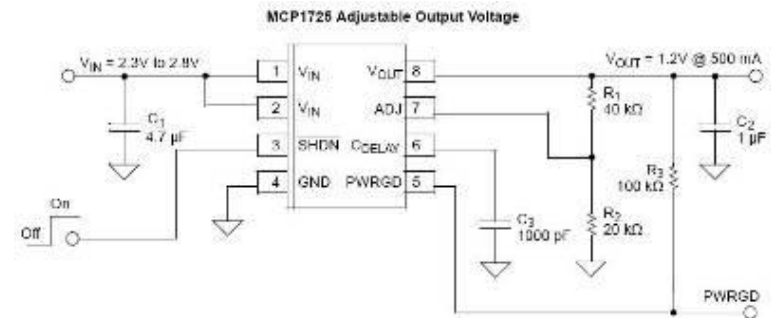 MCP1725 Adjustable Output Voltage
VIN = 2.3V to 2.8V
1 VIN
2 VIN
3 SHDN
4 GND
VOUT 8
ADJ 7
CDELAY 6
PWRGD 5
VOUT = 1.2V @ 500 mA
C1
4.7 µF
R1
40 kΩ
C2
1 µF
R3
100 kΩ
R2
20 kΩ
C3
1000 pF
On
Off
PWRGD